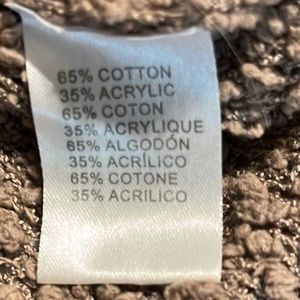 65% COTTON
35% ACRYLIC
65% COTON
35% ACRYLIQUE
65% ALGODÓN
35% ACRÍLICO
65% COTONE
35% ACRILICO